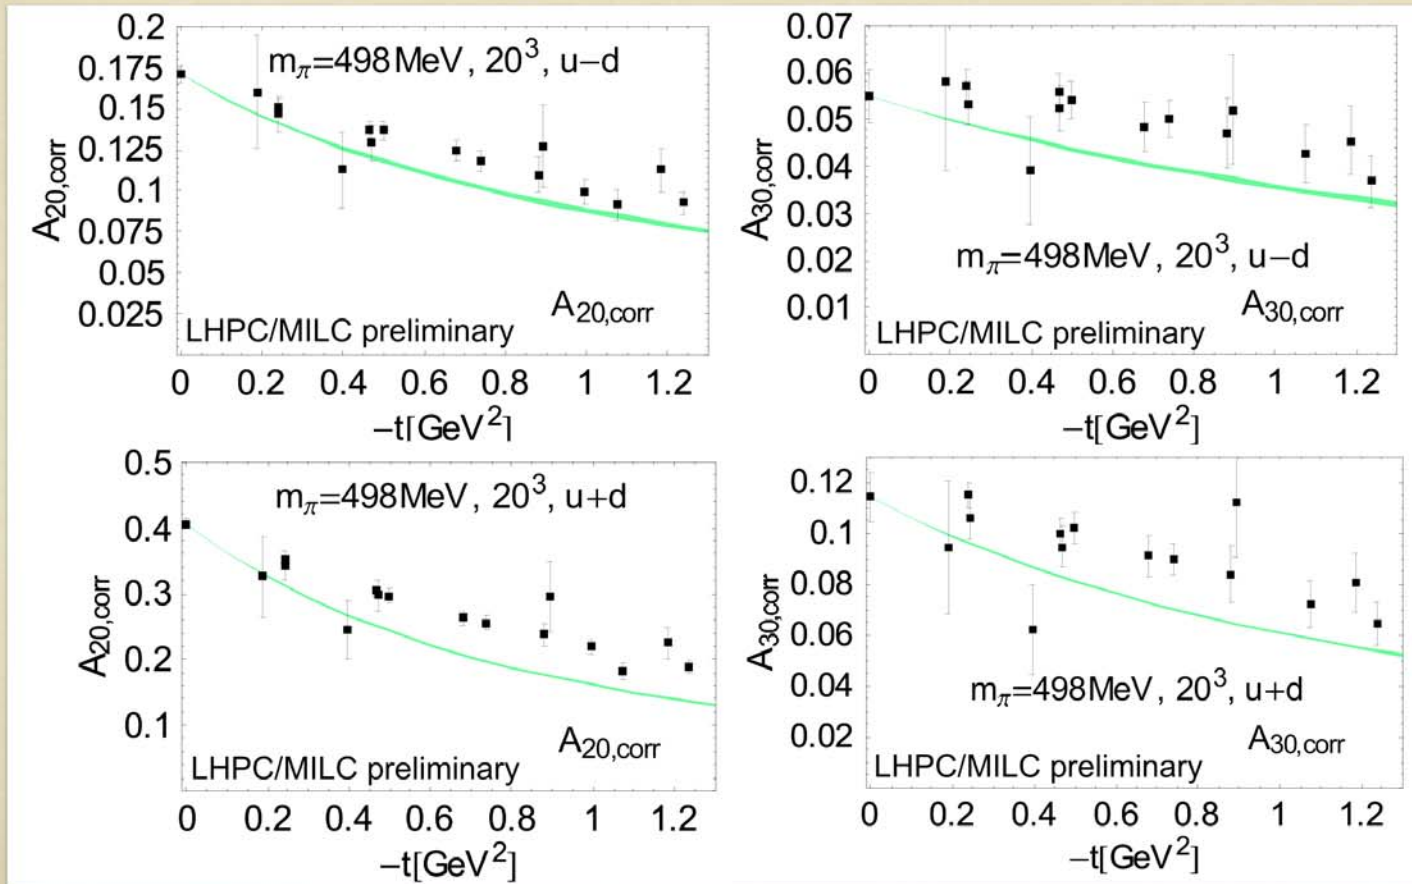 0.2
0.175
0.15
0.125
0.1
0.075
0.05
0.025
A20,corr
mπ=498MeV, 20³, u−d
A20,corr
LHPC/MILC preliminary
0 0.2 0.4 0.6 0.8 1 1.2
−t[GeV²]
0.07
0.06
0.05
0.04
0.03
0.02
0.01
A30,corr
mπ=498MeV, 20³, u−d
A30,corr
LHPC/MILC preliminary
0 0.2 0.4 0.6 0.8 1 1.2
−t[GeV²]
0.5
0.4
0.3
0.2
0.1
A20,corr
mπ=498MeV, 20³, u+d
A20,corr
LHPC/MILC preliminary
0 0.2 0.4 0.6 0.8 1 1.2
−t[GeV²]
0.12
0.1
0.08
0.06
0.04
0.02
A30,corr
mπ=498MeV, 20³, u+d
A30,corr
LHPC/MILC preliminary
0 0.2 0.4 0.6 0.8 1 1.2
−t[GeV²]